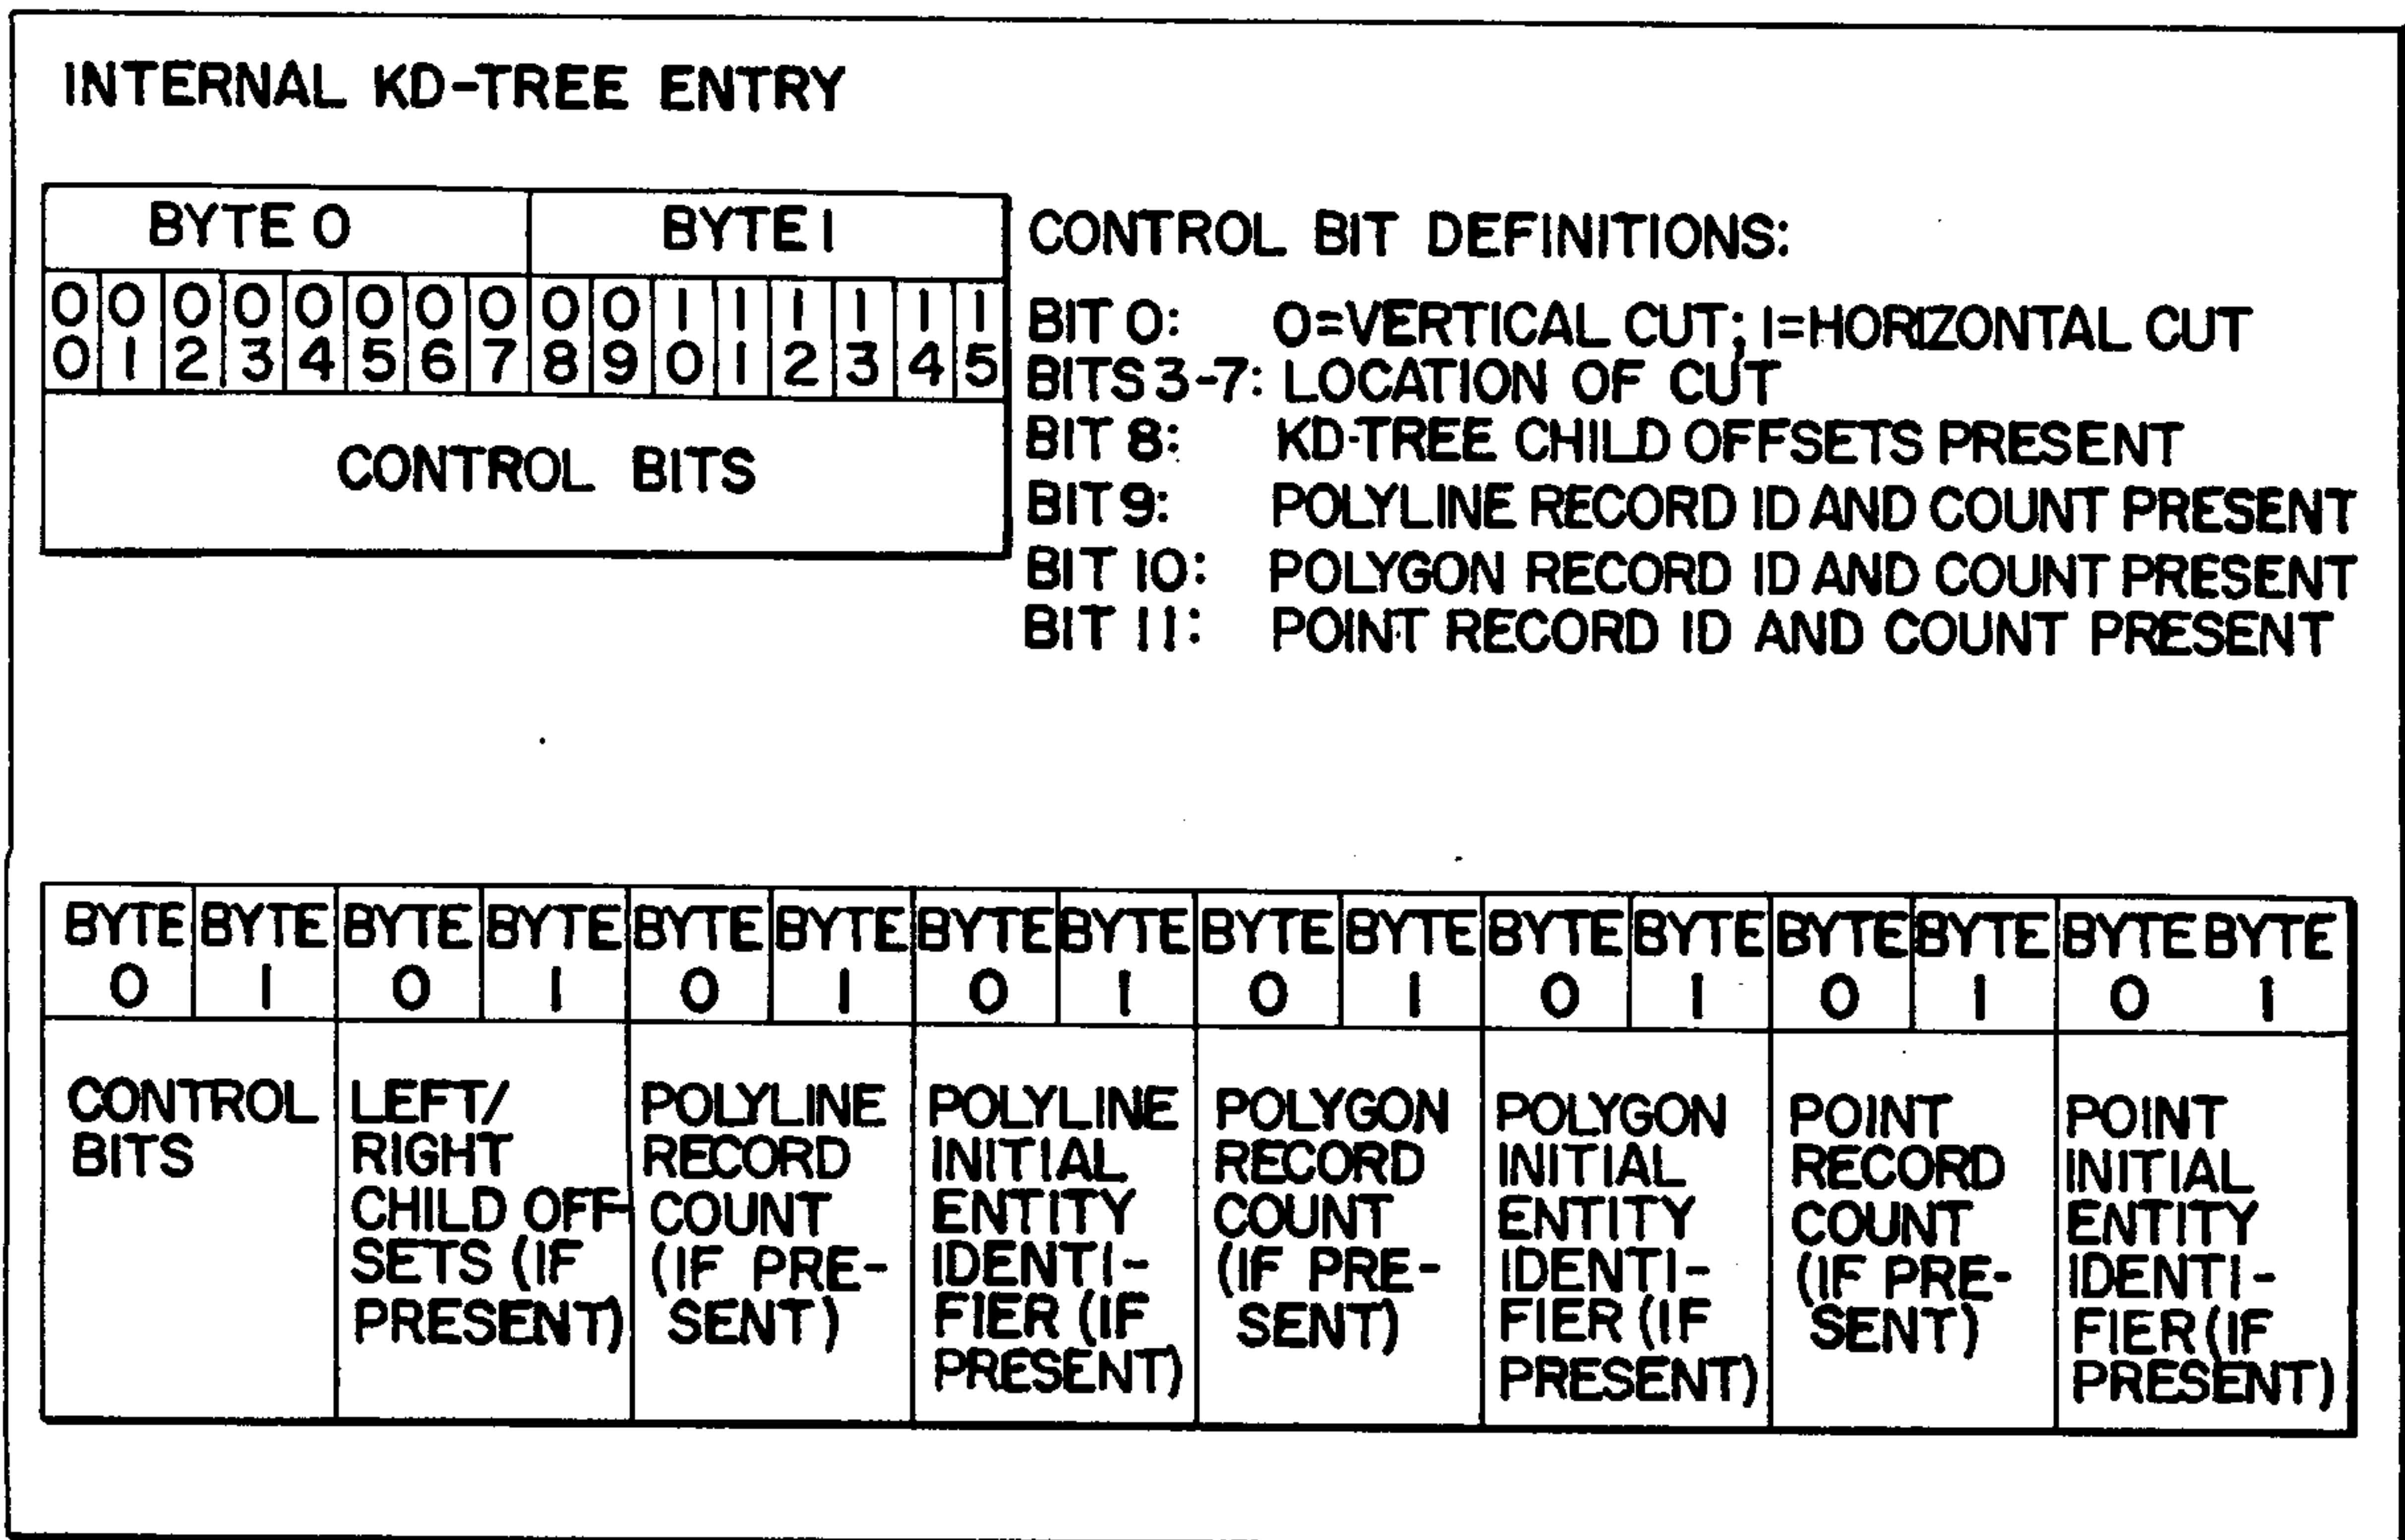 INTERNAL KD-TREE ENTRY
BYTE 0 BYTE 1
0 0 0 0 0 0 0 0 0 0 1 1 1 1 1 1
0 1 2 3 4 5 6 7 8 9 0 1 2 3 4 5
CONTROL BITS
CONTROL BIT DEFINITIONS:
BIT 0: 0=VERTICAL CUT; 1=HORIZONTAL CUT
BITS 3-7: LOCATION OF CUT
BIT 8: KD-TREE CHILD OFFSETS PRESENT
BIT 9: POLYLINE RECORD ID AND COUNT PRESENT
BIT 10: POLYGON RECORD ID AND COUNT PRESENT
BIT 11: POINT RECORD ID AND COUNT PRESENT
BYTE BYTE BYTE BYTE BYTE BYTE BYTE BYTE BYTE BYTE BYTE BYTE BYTE BYTE BYTE BYTE
0 1 0 1 0 1 0 1 0 1 0 1 0 1 0 1
CONTROL
BITS
LEFT/
RIGHT
CHILD OFF-
SETS (IF
PRESENT)
POLYLINE
RECORD
COUNT
(IF PRE-
SENT)
POLYLINE
INITIAL
ENTITY
IDENTI-
FIER (IF
PRESENT)
POLYGON
RECORD
COUNT
(IF PRE-
SENT)
POLYGON
INITIAL
ENTITY
IDENTI-
FIER (IF
PRESENT)
POINT
RECORD
COUNT
(IF PRE-
SENT)
POINT
INITIAL
ENTITY
IDENTI-
FIER (IF
PRESENT)